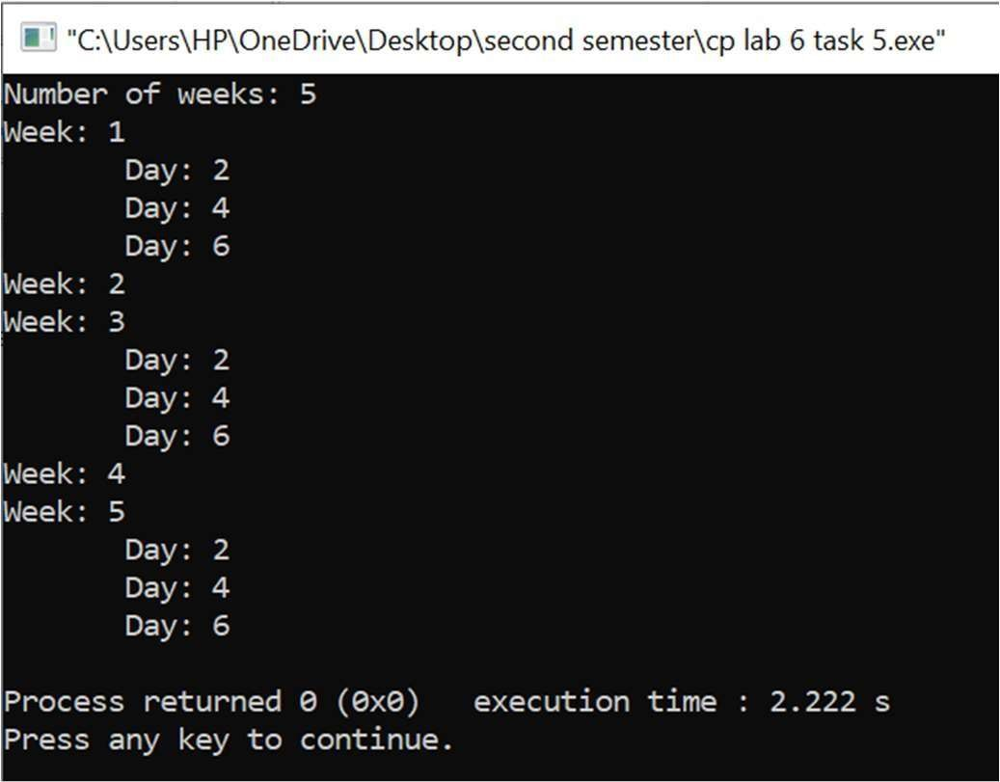 "C:\Users\HP\OneDrive\Desktop\second semester\cp lab 6 task 5.exe"
Number of weeks: 5
Week: 1
Day: 2
Day: 4
Day: 6
Week: 2
Week: 3
Day: 2
Day: 4
Day: 6
Week: 4
Week: 5
Day: 2
Day: 4
Day: 6
Process returned 0 (0x0)   execution time : 2.222 s
Press any key to continue.